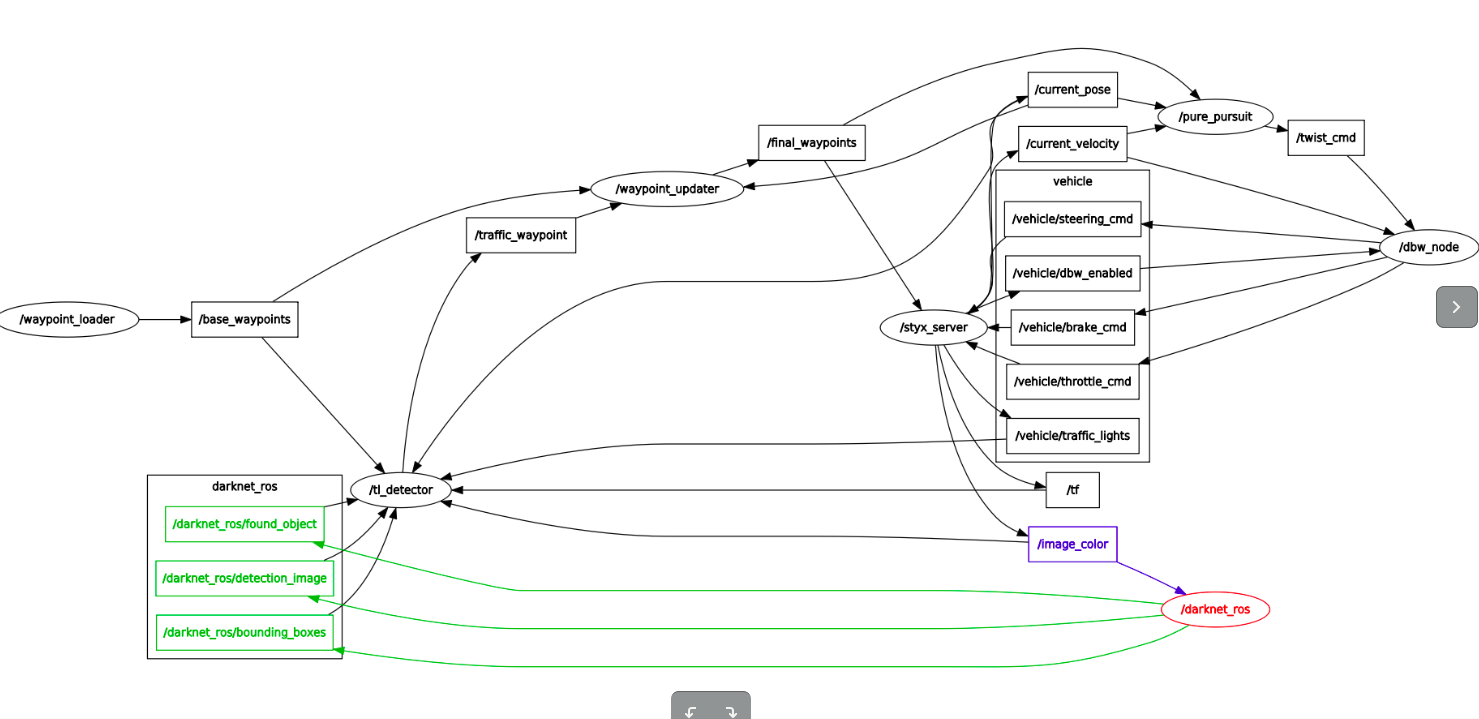 /current_pose
/pure_pursuit
/final_waypoints
/current_velocity
/twist_cmd
vehicle
/waypoint_updater
/vehicle/steering_cmd
/traffic_waypoint
/dbw_node
/vehicle/dbw_enabled
/waypoint_loader
/base_waypoints
/styx_server
/vehicle/brake_cmd
/vehicle/throttle_cmd
/vehicle/traffic_lights
darknet_ros
/tl_detector
/tf
/darknet_ros/found_object
/image_color
/darknet_ros/detection_image
/darknet_ros
/darknet_ros/bounding_boxes